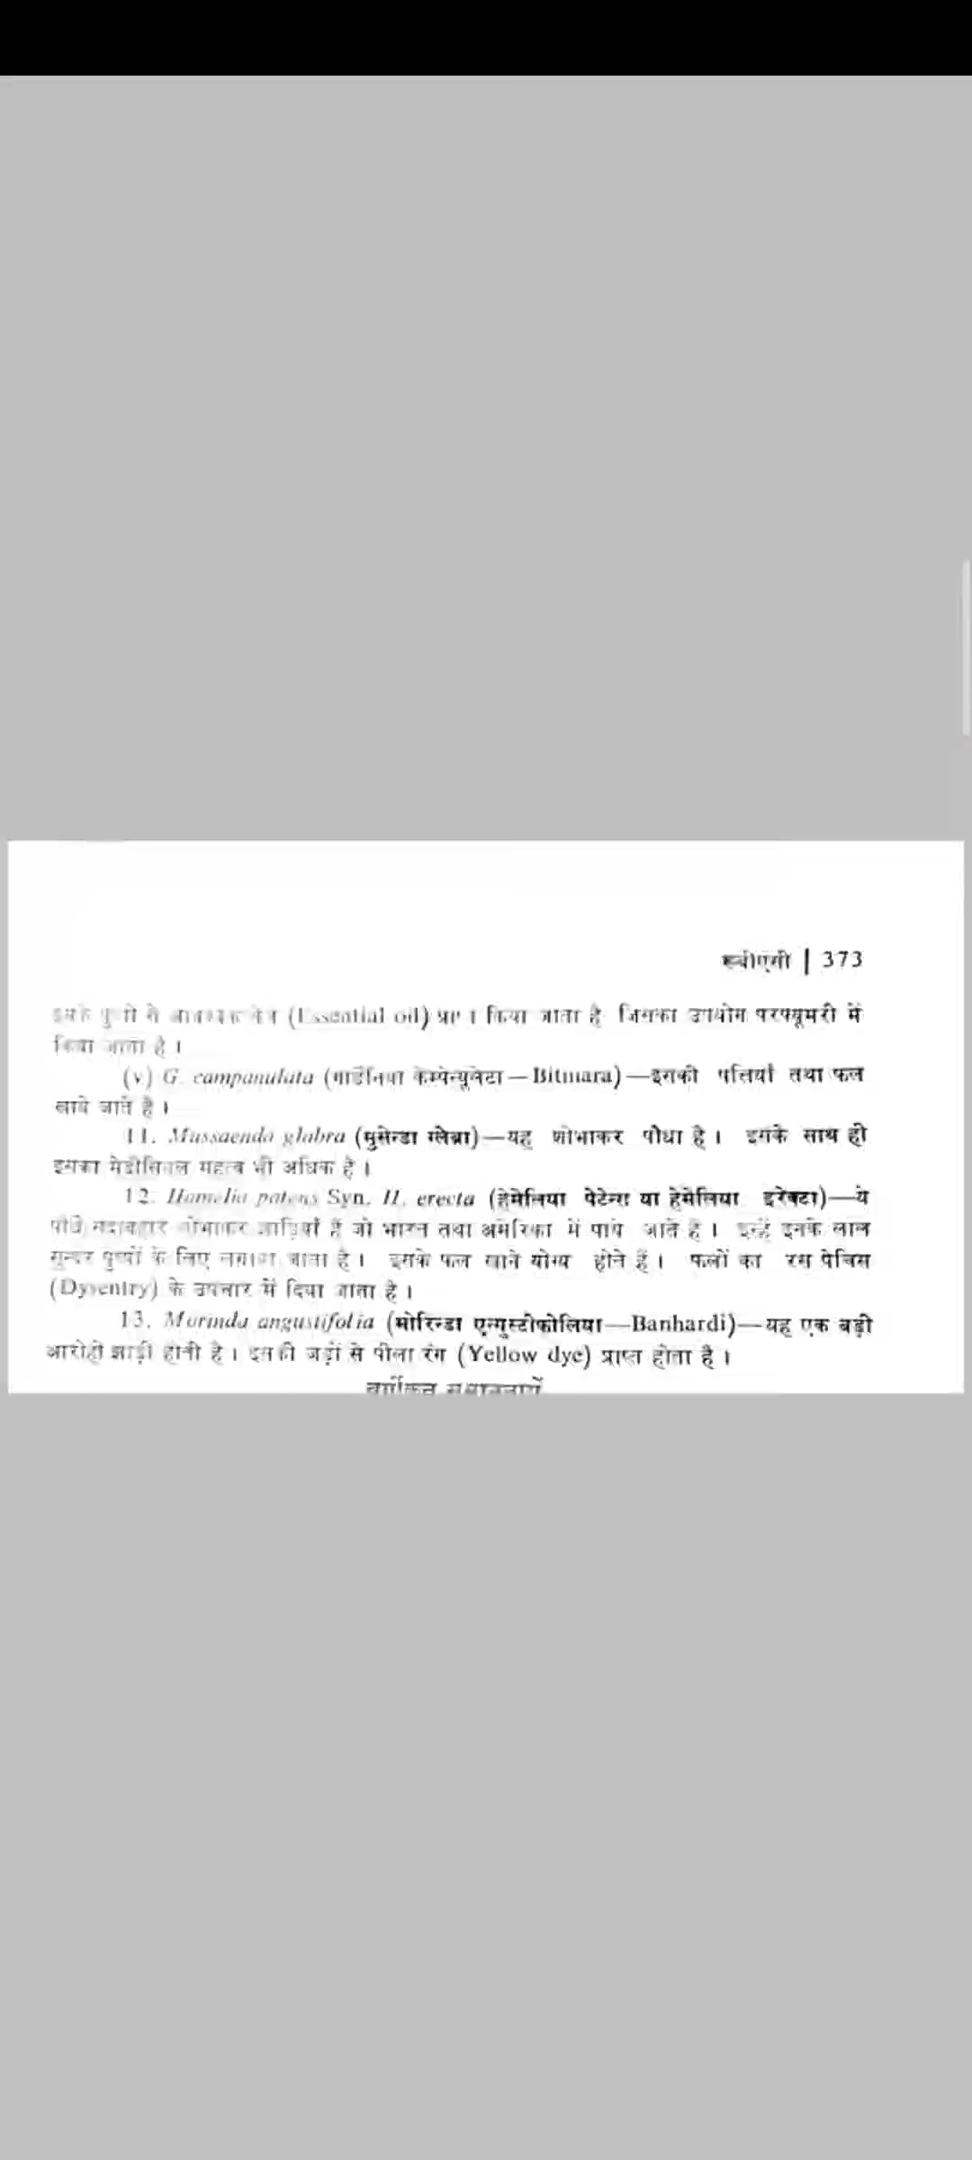 रूबीएसी | 373
इसके पुष्पों से आवश्यक तेल (Essential oil) प्राप्त किया जाता है जिसका उपयोग परफ्यूमरी में
किया जाता है ।
(v) G. campanulata (गार्डेनिया केम्पेन्यूलेटा — Bitmara) —इसकी पत्तियाँ तथा फल
खाये जाते है ।
11. Mussaenda glabra (मुसेन्डा ग्लेब्रा)—यह शोभाकर पौधा है । इसके साथ ही
इसका मेडीसिनल महत्व भी अधिक है ।
12. Hamelia patens Syn. H. erecta (हेमेलिया पेटेन्स या हेमेलिया इरेक्टा)—ये
पौधे सदाबहार शोभाकर झाड़ियाँ हैं जो भारत तथा अमेरिका में पाये जाते है । इन्हें इनके लाल
सुन्दर पुष्पों के लिए लगाया जाता है । इसके फल खाने योग्य होते हैं । फलों का रस पेचिस
(Dysentry) के उपचार में दिया जाता है ।
13. Morinda angustifolia (मोरिन्डा एन्गुस्टीफोलिया—Banhardi)—यह एक बड़ी
आरोही झाड़ी होती है । इसकी जड़ों से पीला रंग (Yellow dye) प्राप्त होता है ।